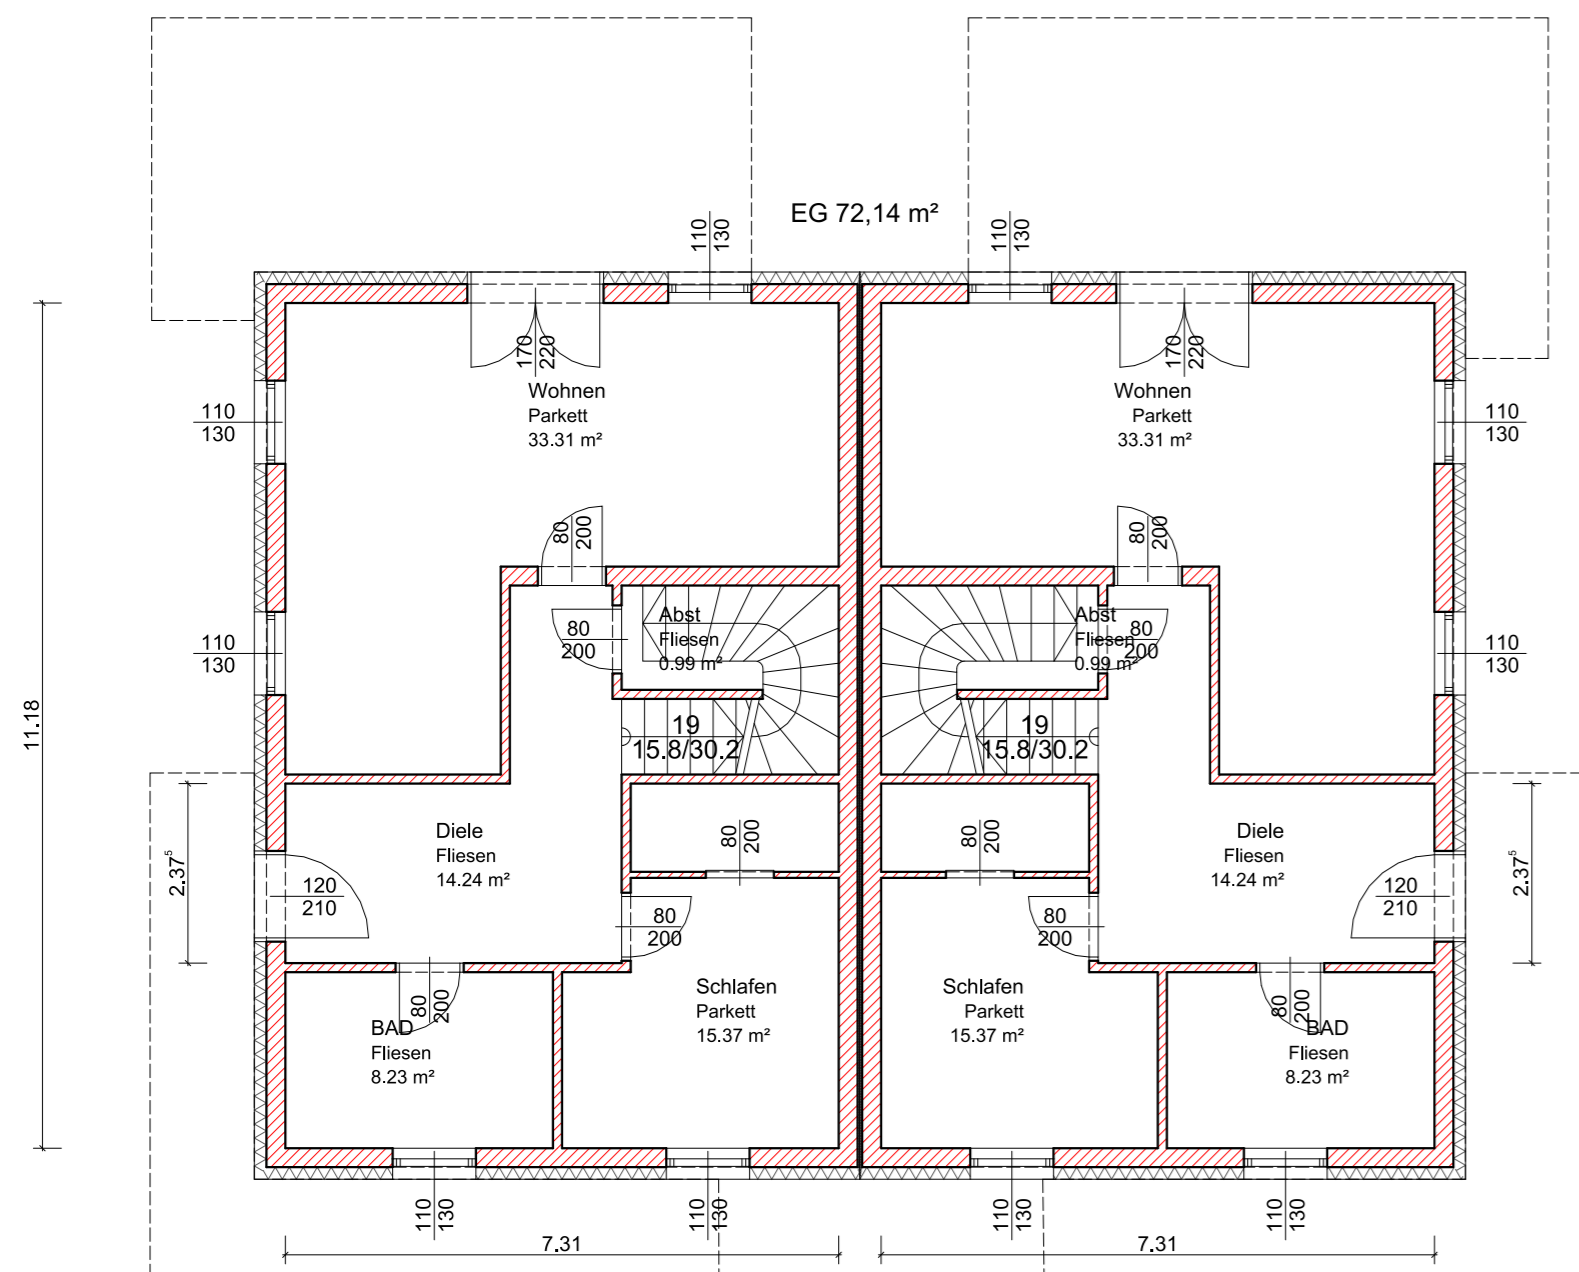 EG 72,14 m²
110
130
110
130
170
220
170
220
Wohnen
Parkett
33.31 m²
Wohnen
Parkett
33.31 m²
110
130
110
130
80
200
80
200
Abst
Fliesen
0.99 m²
Abst
Fliesen
0.99 m²
80
200
80
200
110
130
110
130
11.18
19
15.8/30.2
19
15.8/30.2
Diele
Fliesen
14.24 m²
80
200
80
200
Diele
Fliesen
14.24 m²
2.37⁵
2.37⁵
120
210
120
210
80
200
80
200
80
200
80
200
BAD
Fliesen
8.23 m²
Schlafen
Parkett
15.37 m²
Schlafen
Parkett
15.37 m²
BAD
Fliesen
8.23 m²
110
130
110
130
110
130
110
130
7.31
7.31